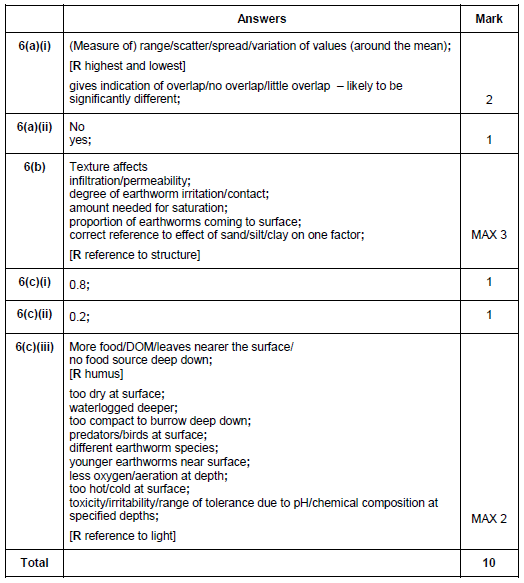 Answers Mark
6(a)(i) (Measure of) range/scatter/spread/variation of values (around the mean);
[R highest and lowest]
gives indication of overlap/no overlap/little overlap – likely to be
significantly different;
2
6(a)(ii) No
yes;
1
6(b) Texture affects
infiltration/permeability;
degree of earthworm irritation/contact;
amount needed for saturation;
proportion of earthworms coming to surface;
correct reference to effect of sand/silt/clay on one factor;
[R reference to structure]
MAX 3
6(c)(i) 0.8; 1
6(c)(ii) 0.2; 1
6(c)(iii) More food/DOM/leaves nearer the surface/
no food source deep down;
[R humus]
too dry at surface;
waterlogged deeper;
too compact to burrow deep down;
predators/birds at surface;
different earthworm species;
younger earthworms near surface;
less oxygen/aeration at depth;
too hot/cold at surface;
toxicity/irritability/range of tolerance due to pH/chemical composition at
specified depths;
[R reference to light]
MAX 2
Total 10